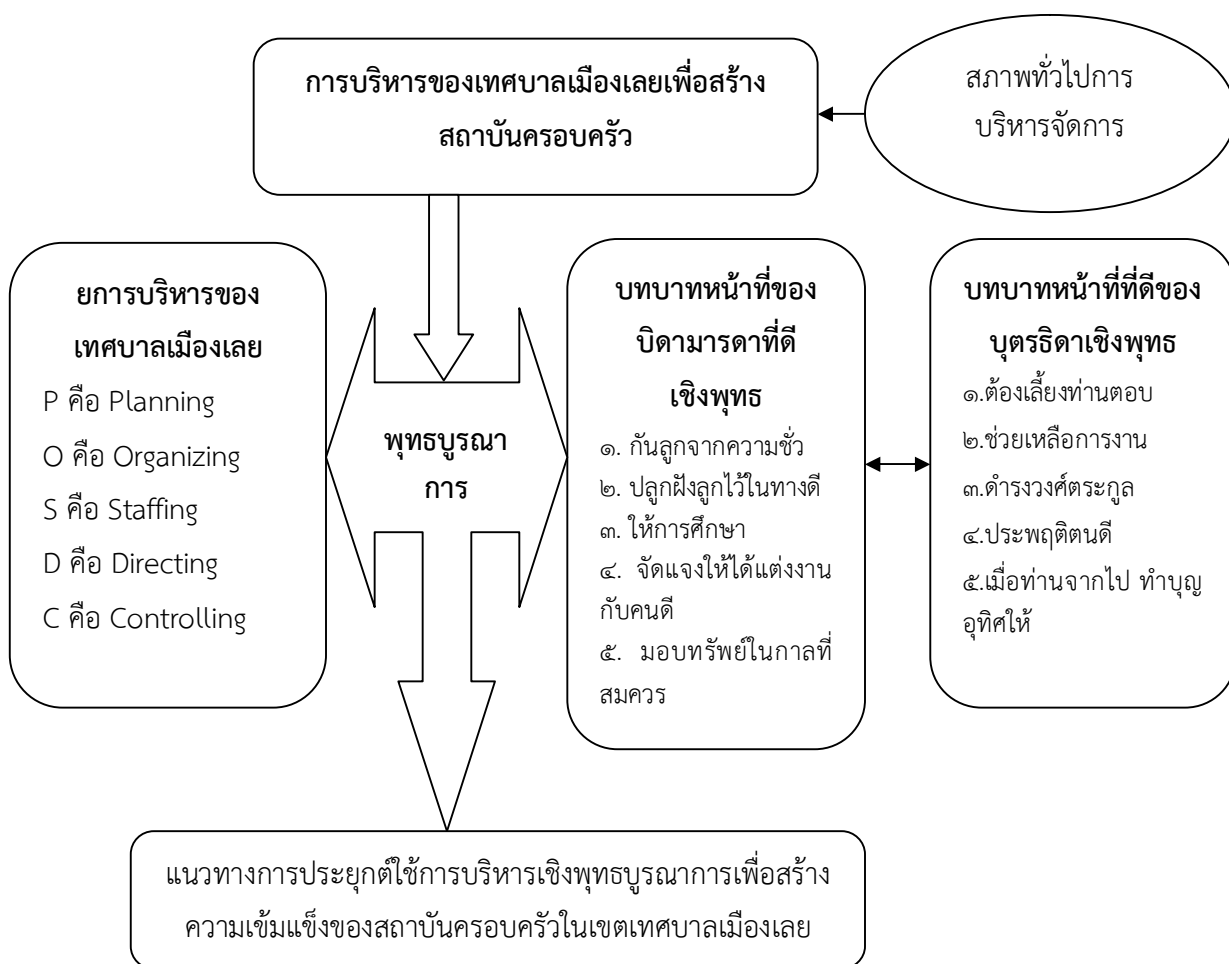 การบริหารของเทศบาลเมืองเลยเพื่อสร้าง
สถาบันครอบครัว
สภาพทั่วไปการ
บริหารจัดการ
ยการบริหารของ
เทศบาลเมืองเลย
P คือ Planning
O คือ Organizing
S คือ Staffing
D คือ Directing
C คือ Controlling
พุทธบูรณา
การ
บทบาทหน้าที่ของ
บิดามารดาที่ดี
เชิงพุทธ
๑. กันลูกจากความชั่ว
๒. ปลูกฝังลูกไว้ในทางดี
๓. ให้การศึกษา
๔. จัดแจงให้ได้แต่งงาน
กับคนดี
๕. มอบทรัพย์ในกาลที่
สมควร
บทบาทหน้าที่ที่ดีของ
บุตรธิดาเชิงพุทธ
๑.ต้องเลี้ยงท่านตอบ
๒.ช่วยเหลือการงาน
๓.ดำรงวงศ์ตระกูล
๔.ประพฤติตนดี
๕.เมื่อท่านจากไป ทำบุญ
อุทิศให้
แนวทางการประยุกต์ใช้การบริหารเชิงพุทธบูรณาการเพื่อสร้าง
ความเข้มแข็งของสถาบันครอบครัวในเขตเทศบาลเมืองเลย